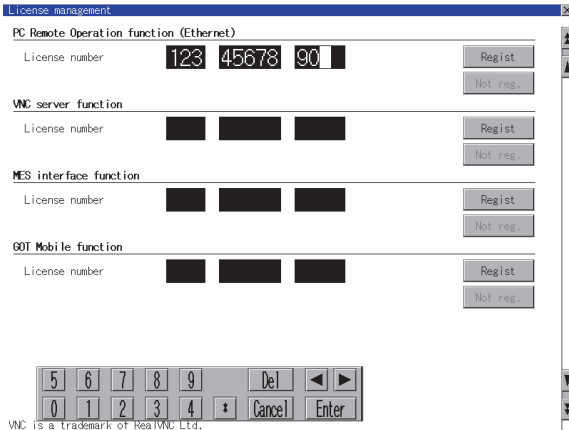 License management
PC Remote Operation function (Ethernet)
License number 123 45678 90 Regist
Not reg.
VNC server function
License number Regist
Not reg.
MES interface function
License number Regist
Not reg.
GOT Mobile function
License number Regist
Not reg.
5 6 7 8 9 Del ◀ ▶
0 1 2 3 4 Cancel Enter
VNC is a trademark of RealVNC Ltd.